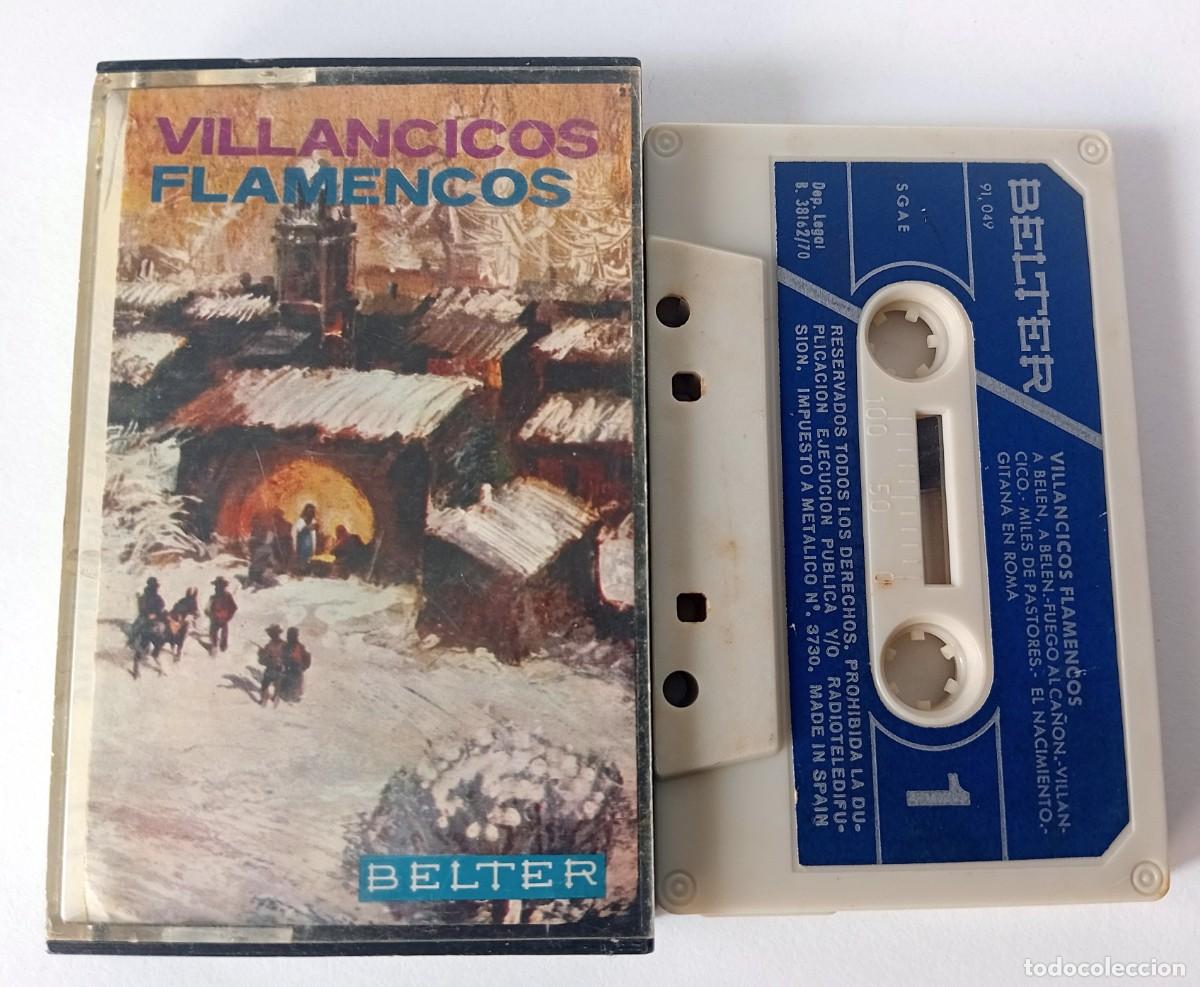 VILLANCICOS
FLAMENCOS
BELTER
BELTER
91.049
SGAE
Dep. Legal
B. 38162/70
VILLANCICOS FLAMENCOS
A BELEN, A BELEN.-FUEGO AL CAÑON.-VILLAN-
CICO.- MILES DE PASTORES.- EL NACIMIENTO.-
GITANA EN ROMA
100 50 0
1
RESERVADOS TODOS LOS DERECHOS. PROHIBIDA LA DU-
PLICACION EJECUCION PUBLICA Y/O RADIOTELEDIFU-
SION. IMPUESTO A METALICO Nº. 3730. MADE IN SPAIN
todocoleccion